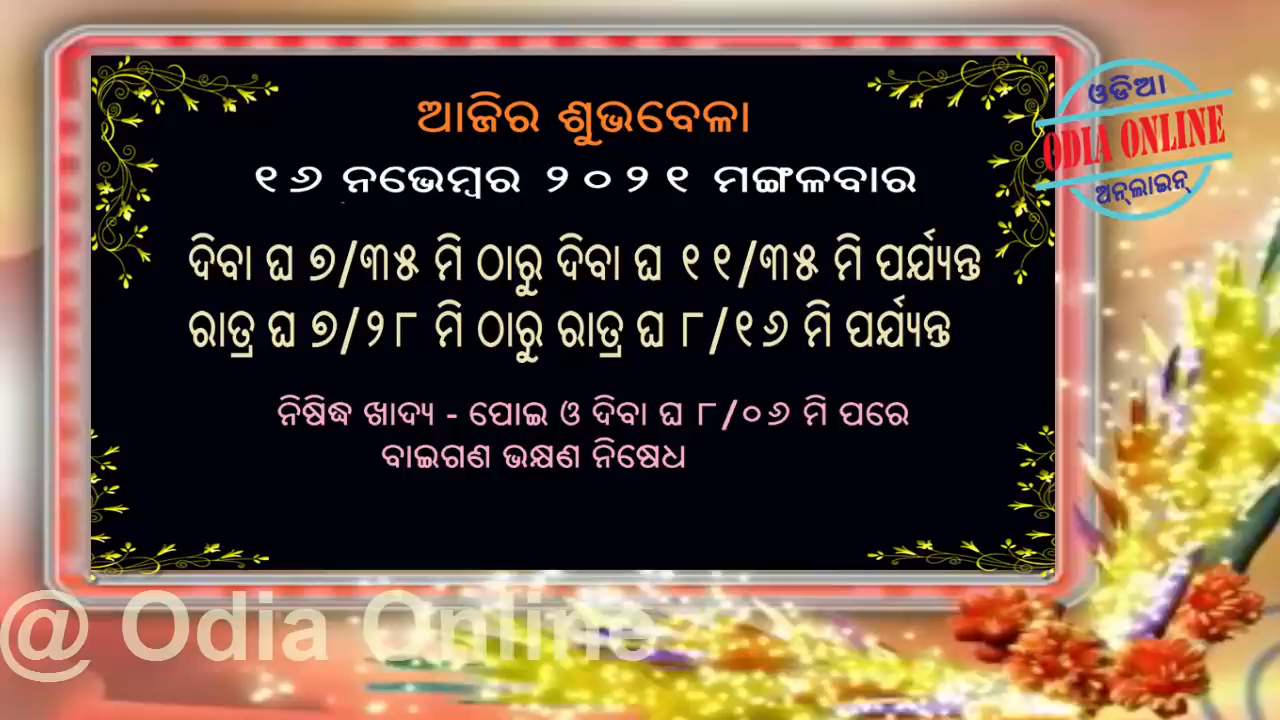 ଆଜିର ଶୁଭବେଳା
୧୬ ନଭେମ୍ବର ୨୦୨୧ ମଙ୍ଗଳବାର
ଦିବା ଘ ୭/୩୫ ମି ଠାରୁ ଦିବା ଘ ୧୧/୩୫ ମି ପର୍ଯ୍ୟନ୍ତ
ରାତ୍ର ଘ ୭/୨୮ ମି ଠାରୁ ରାତ୍ର ଘ ୮/୧୬ ମି ପର୍ଯ୍ୟନ୍ତ
ନିଷିଦ୍ଧ ଖାଦ୍ୟ - ପୋଇ ଓ ଦିବା ଘ ୮/୦୬ ମି ପରେ
ବାଇଗଣ ଭକ୍ଷଣ ନିଷେଧ
ଓଡିଆ
ODIA ONLINE
ଅନ୍‌ଲାଇନ୍
@ Odia Online